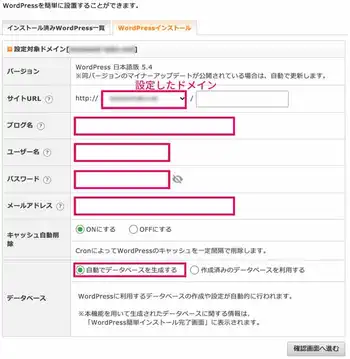 WordPressを簡単に設置することができます。
インストール済みWordPress一覧 WordPressインストール
設定対象ドメイン[
バージョン
WordPress 日本語版 5.4
※同バージョンのマイナーアップデートが公開されている場合は、自動で更新します。
設定したドメイン
サイトURL ? http:// /
ブログ名 ?
ユーザー名 ?
パスワード ?
メールアドレス ?
キャッシュ自動削除
ONにする OFFにする
CronによってWordPressのキャッシュを一定間隔で削除します。
データベース
自動でデータベースを生成する 作成済みのデータベースを利用する
WordPressに利用するデータベースの作成や設定が自動的に行われます。
※本機能を用いて生成されたデータベースに関する情報は、
「WordPress簡単インストール完了画面」に表示されます。
確認画面へ進む